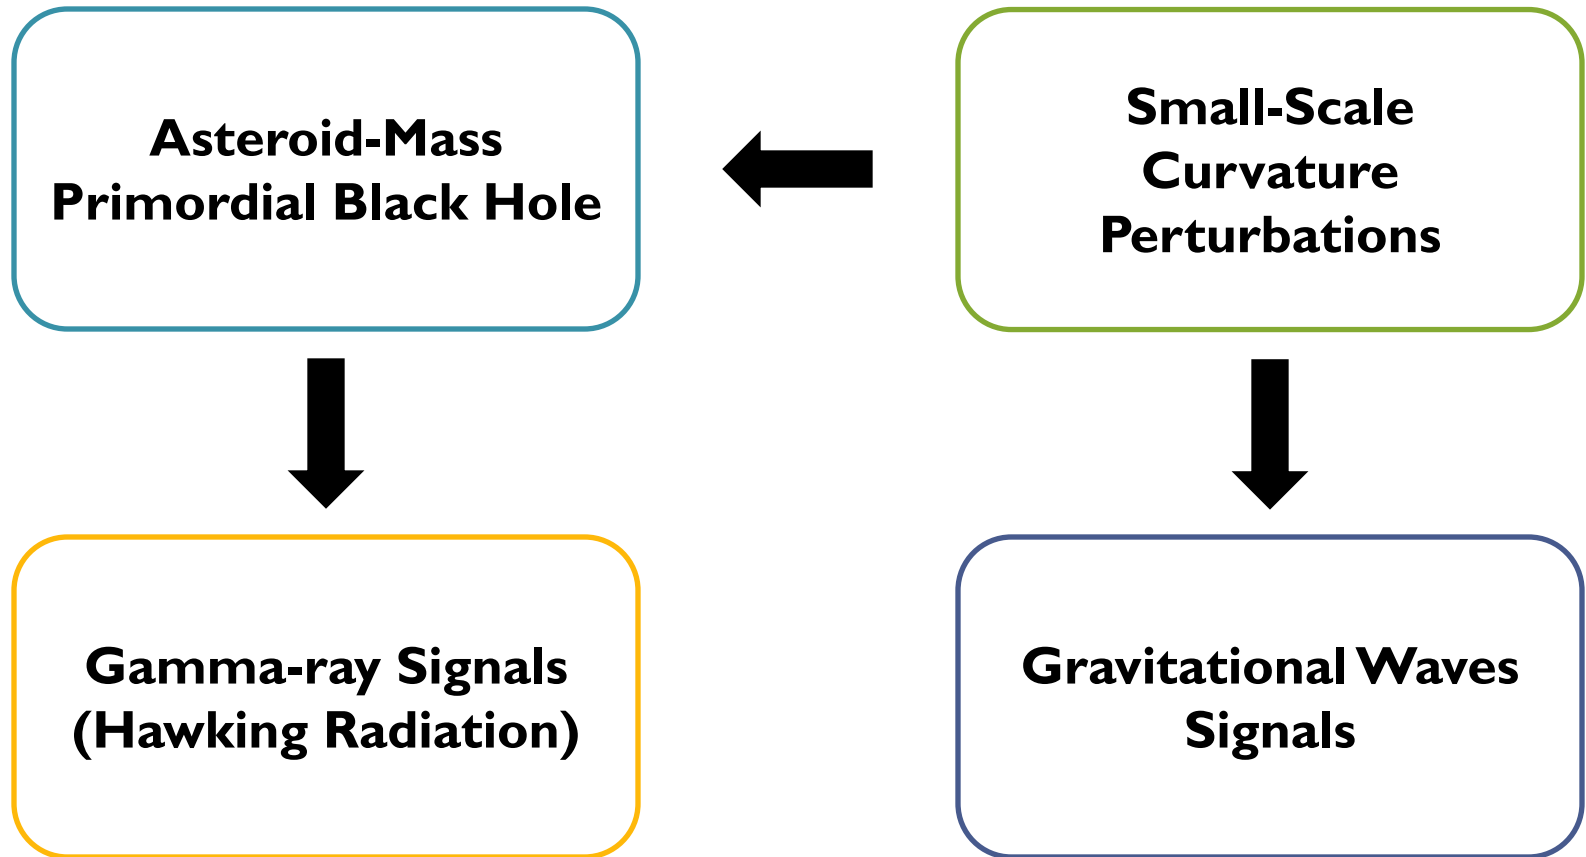 Asteroid-Mass
Primordial Black Hole
Small-Scale
Curvature
Perturbations
Gamma-ray Signals
(Hawking Radiation)
Gravitational Waves
Signals